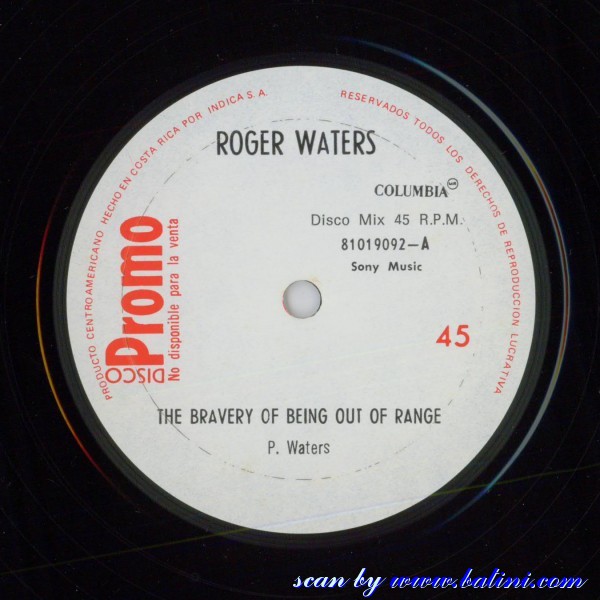 PRODUCTO CENTROAMERICANO HECHO EN COSTA RICA POR INDICA S.A.
RESERVADOS TODOS LOS DERECHOS DE REPRODUCCION LUCRATIVA
ROGER WATERS
COLUMBIA
Disco Mix 45 R.P.M.
81019092-A
Sony Music
DISCO
Promo
No disponible para la venta
45
THE BRAVERY OF BEING OUT OF RANGE
P. Waters
scan by www.batini.com